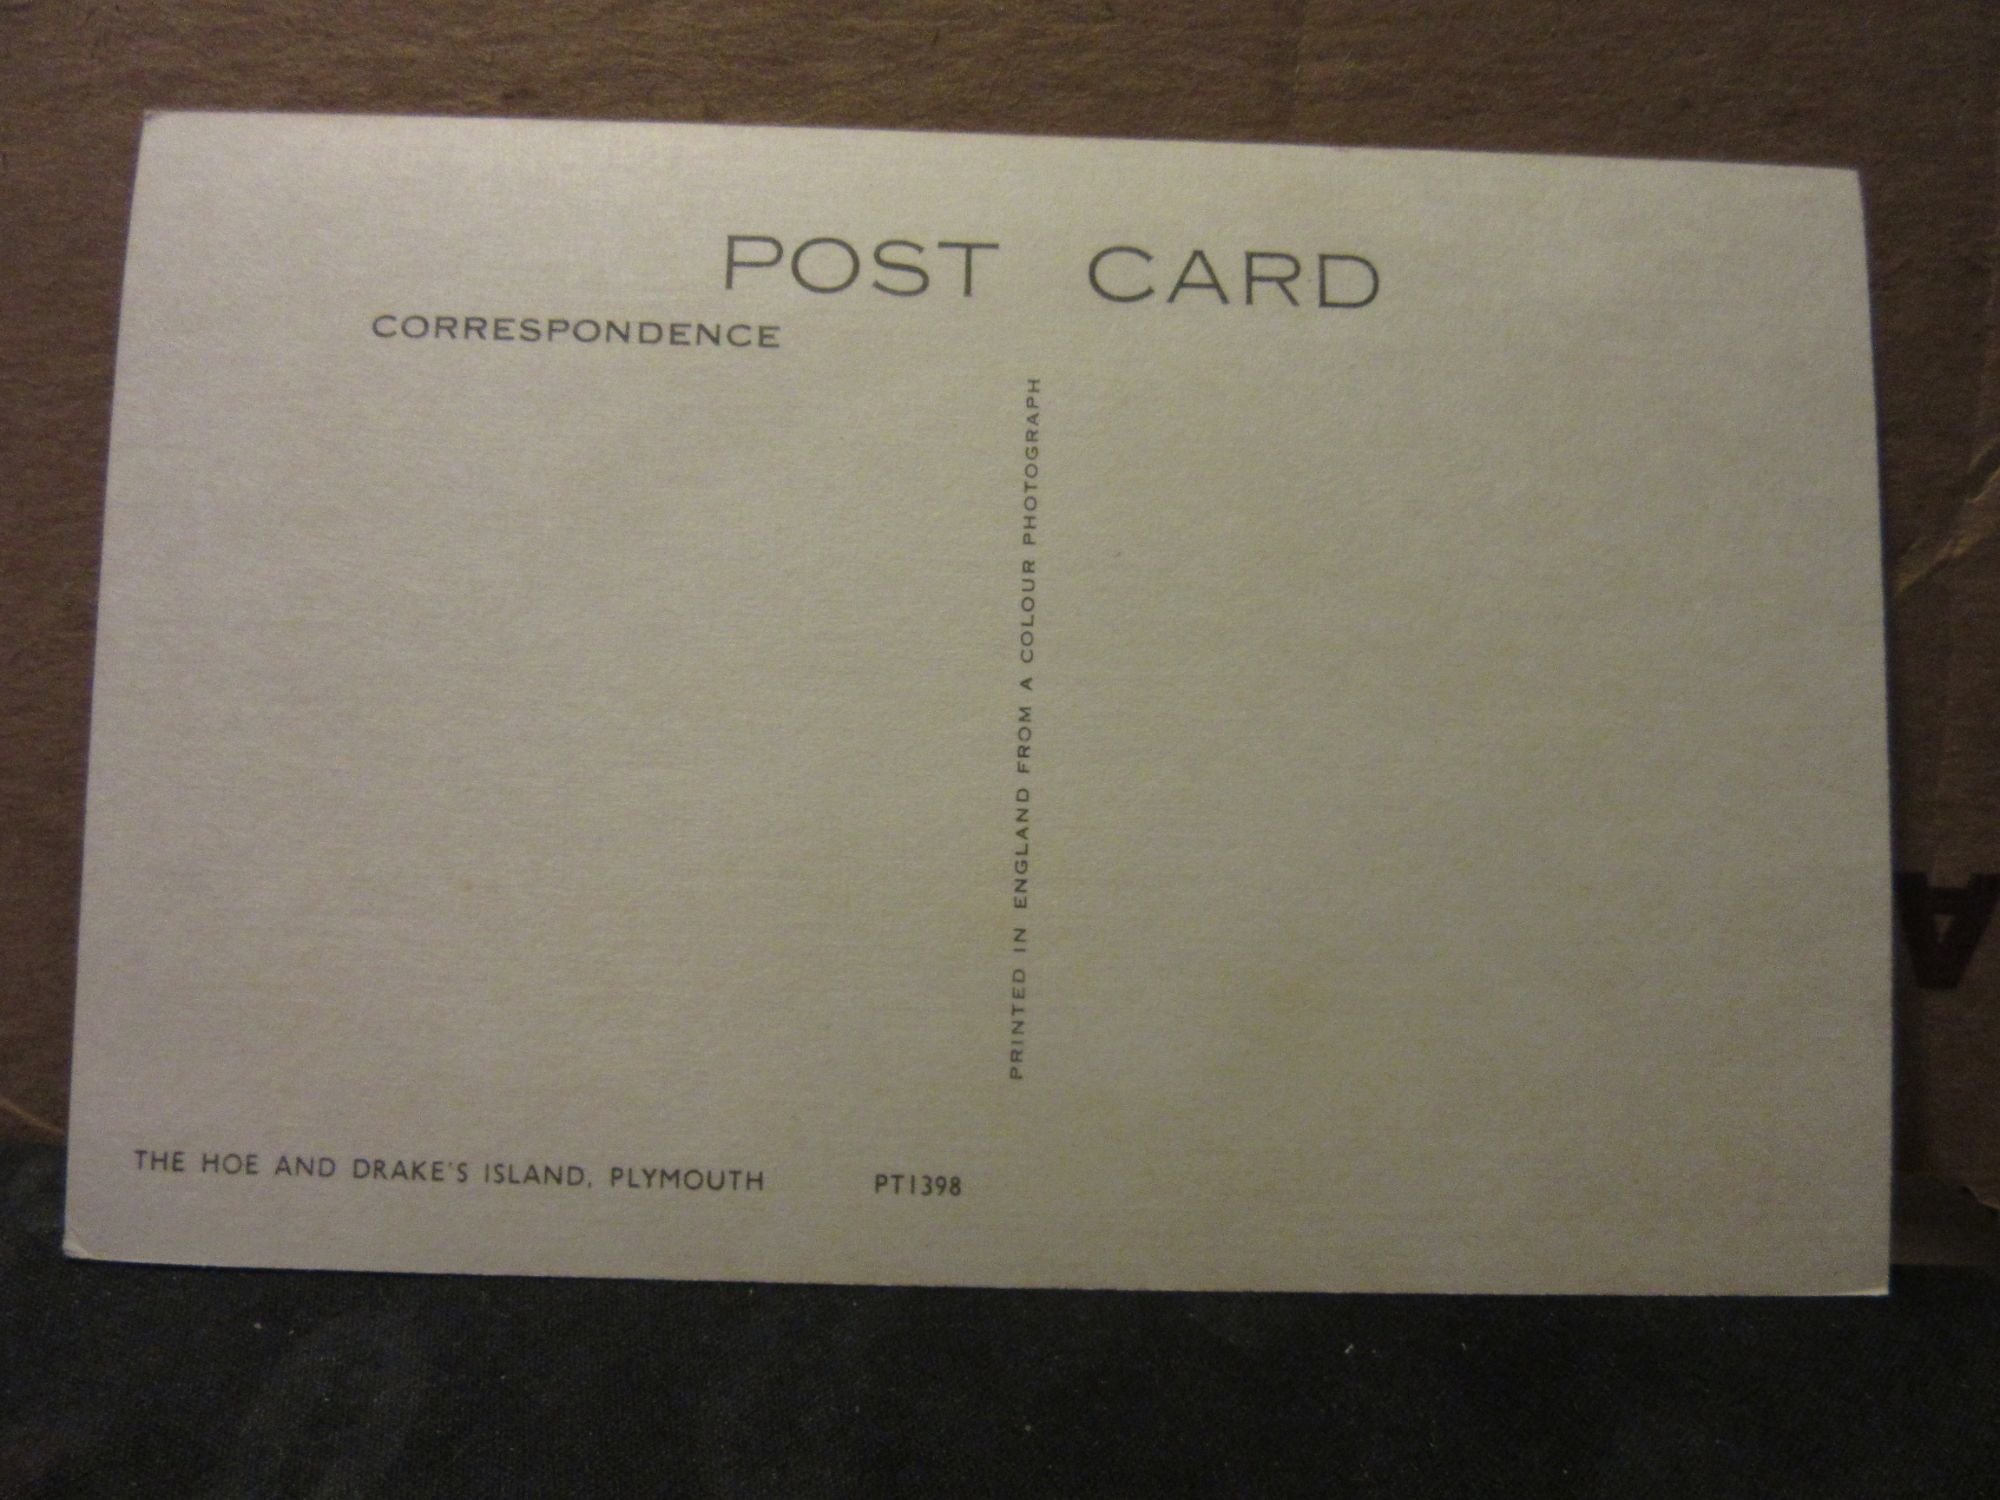 POST CARD
CORRESPONDENCE
PRINTED IN ENGLAND FROM A COLOUR PHOTOGRAPH
THE HOE AND DRAKE'S ISLAND, PLYMOUTH PT1398
A